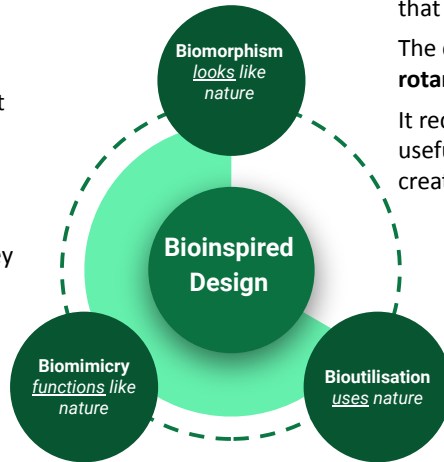 that
The
rotar
It rec
usefu
creat
t
ey
Biomorphism
looks like
nature
Bioinspired
Design
Biomimicry
functions like
nature
Bioutilisation
uses nature